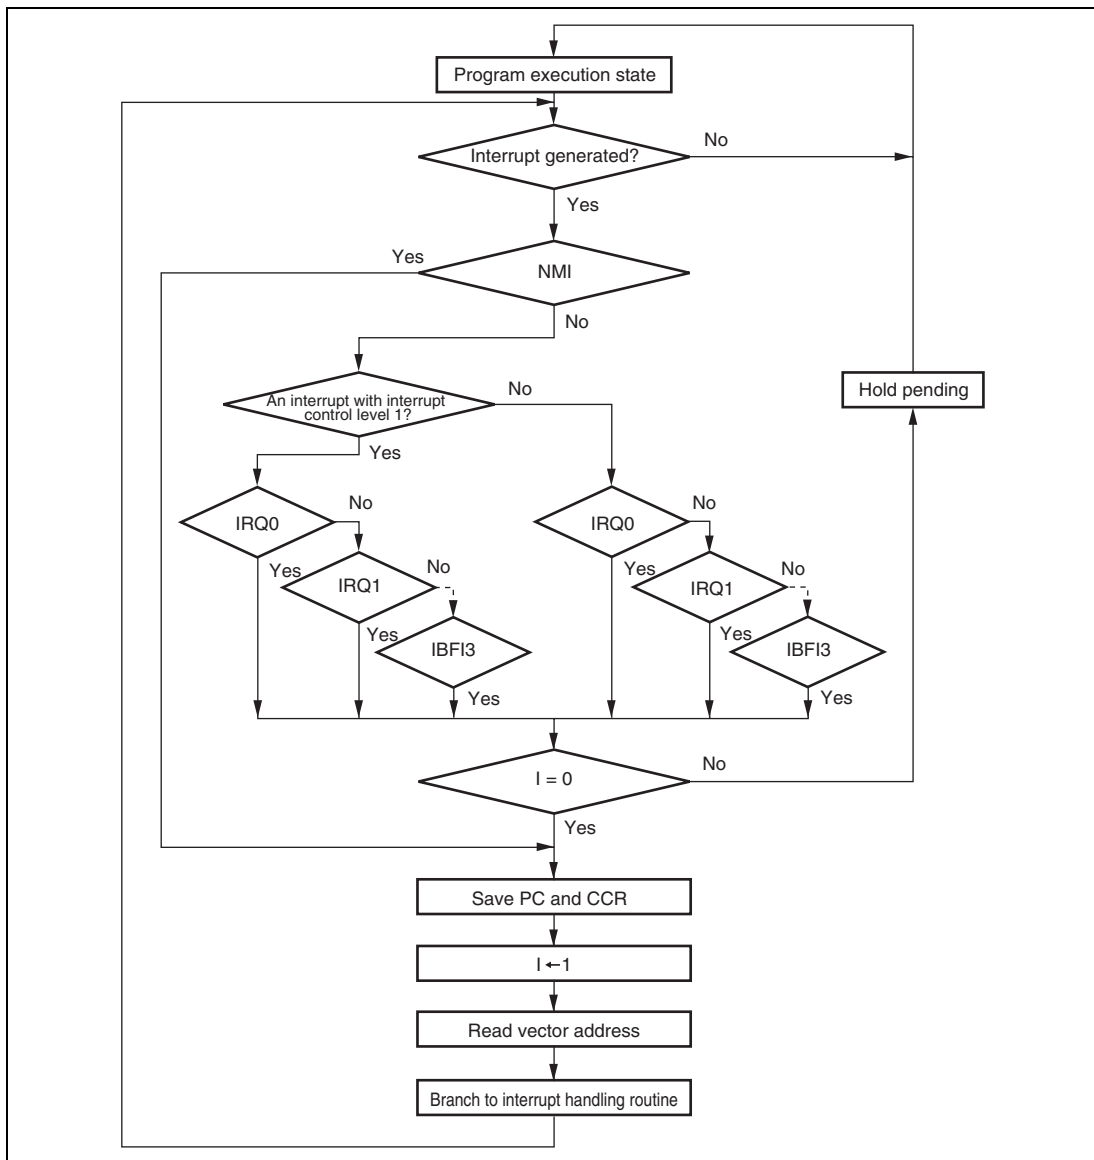 Program execution state
No
Interrupt generated?
Yes
Yes
NMI
No
An interrupt with interrupt
control level 1?
No
Hold pending
Yes
IRQ0
No
IRQ0
No
Yes
IRQ1
No
Yes
IRQ1
No
Yes
IBFI3
Yes
IBFI3
Yes
Yes
I = 0
No
Yes
Save PC and CCR
I ←1
Read vector address
Branch to interrupt handling routine